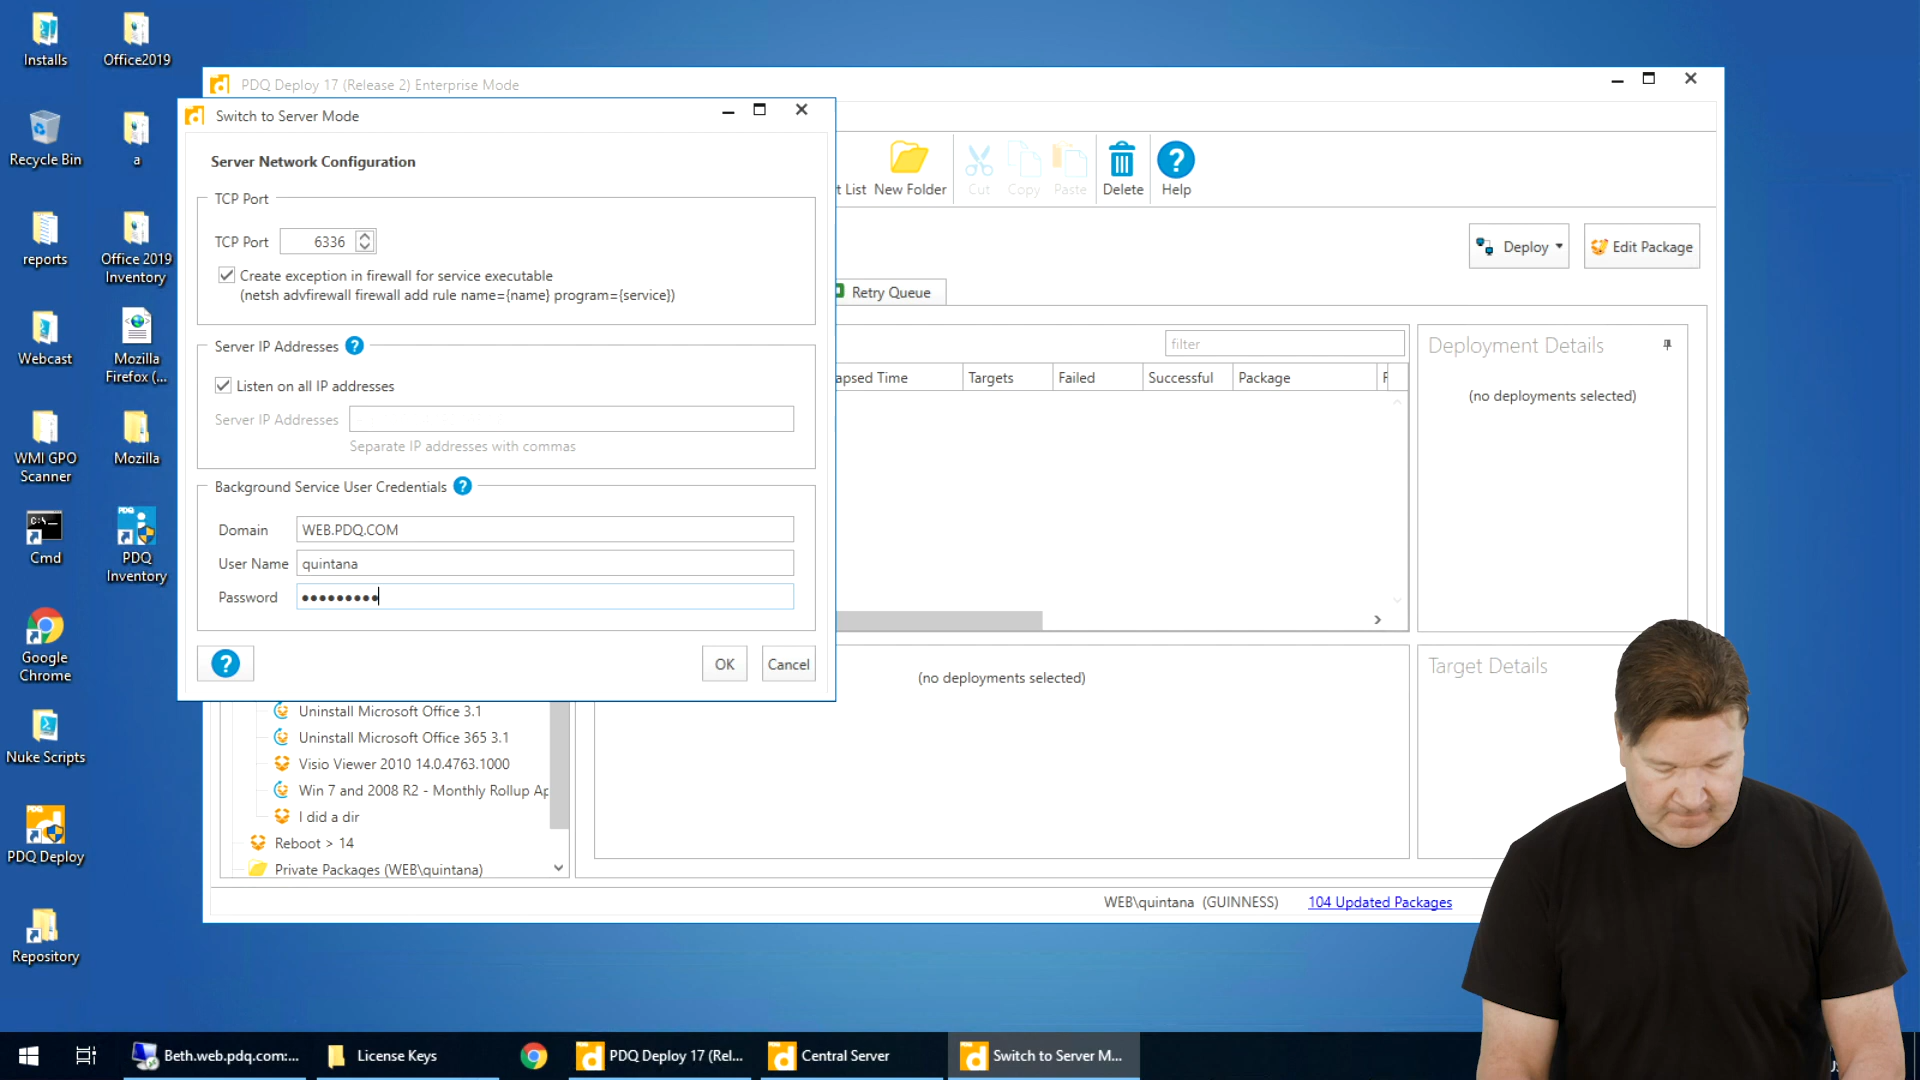 Installs
Office2019
PDQ Deploy 17 (Release 2) Enterprise Mode
Switch to Server Mode
Server Network Configuration
TCP Port
TCP Port
6336
Create exception in firewall for service executable
(netsh advfirewall firewall add rule name={name} program={service})
Server IP Addresses
Listen on all IP addresses
Server IP Addresses
Separate IP addresses with commas
Background Service User Credentials
Domain
WEB.PDQ.COM
User Name
quintana
Password
•••••••••
OK
Cancel
t List
New Folder
Cut
Copy
Paste
Delete
Help
Deploy
Edit Package
Retry Queue
filter
apsed Time
Targets
Failed
Successful
Package
F
Deployment Details
(no deployments selected)
(no deployments selected)
Target Details
Uninstall Microsoft Office 3.1
Uninstall Microsoft Office 365 3.1
Visio Viewer 2010 14.0.4763.1000
Win 7 and 2008 R2 - Monthly Rollup Ap
I did a dir
Reboot > 14
Private Packages (WEB\quintana)
WEB\quintana (GUINNESS)
104 Updated Packages
Recycle Bin
a
reports
Office 2019
Inventory
Webcast
Mozilla
Firefox (...
WMI GPO
Scanner
Mozilla
C:\_
Cmd
PDQ
PDQ
Inventory
Google
Chrome
Nuke Scripts
PDQ
PDQ Deploy
Repository
Beth.web.pdq.com:...
License Keys
PDQ Deploy 17 (Rel...
Central Server
Switch to Server M...